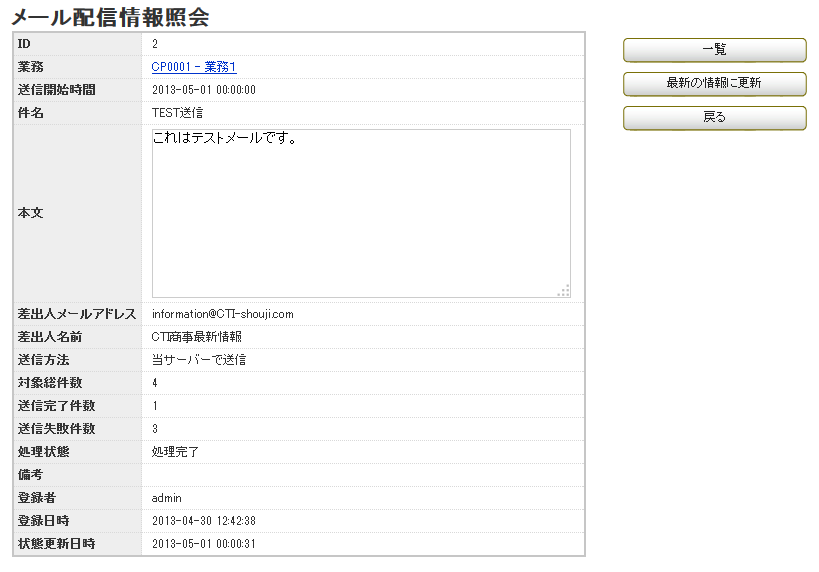 メール配信情報照会
ID 2
業務 CP0001 - 業務1
送信開始時間 2013-05-01 00:00:00
件名 TEST送信
本文 これはテストメールです。
差出人メールアドレス information@CTI-shouji.com
差出人名前 CTI商事最新情報
送信方法 当サーバーで送信
対象総件数 4
送信完了件数 1
送信失敗件数 3
処理状態 処理完了
備考
登録者 admin
登録日時 2013-04-30 12:42:38
状態更新日時 2013-05-01 00:00:31
一覧
最新の情報に更新
戻る